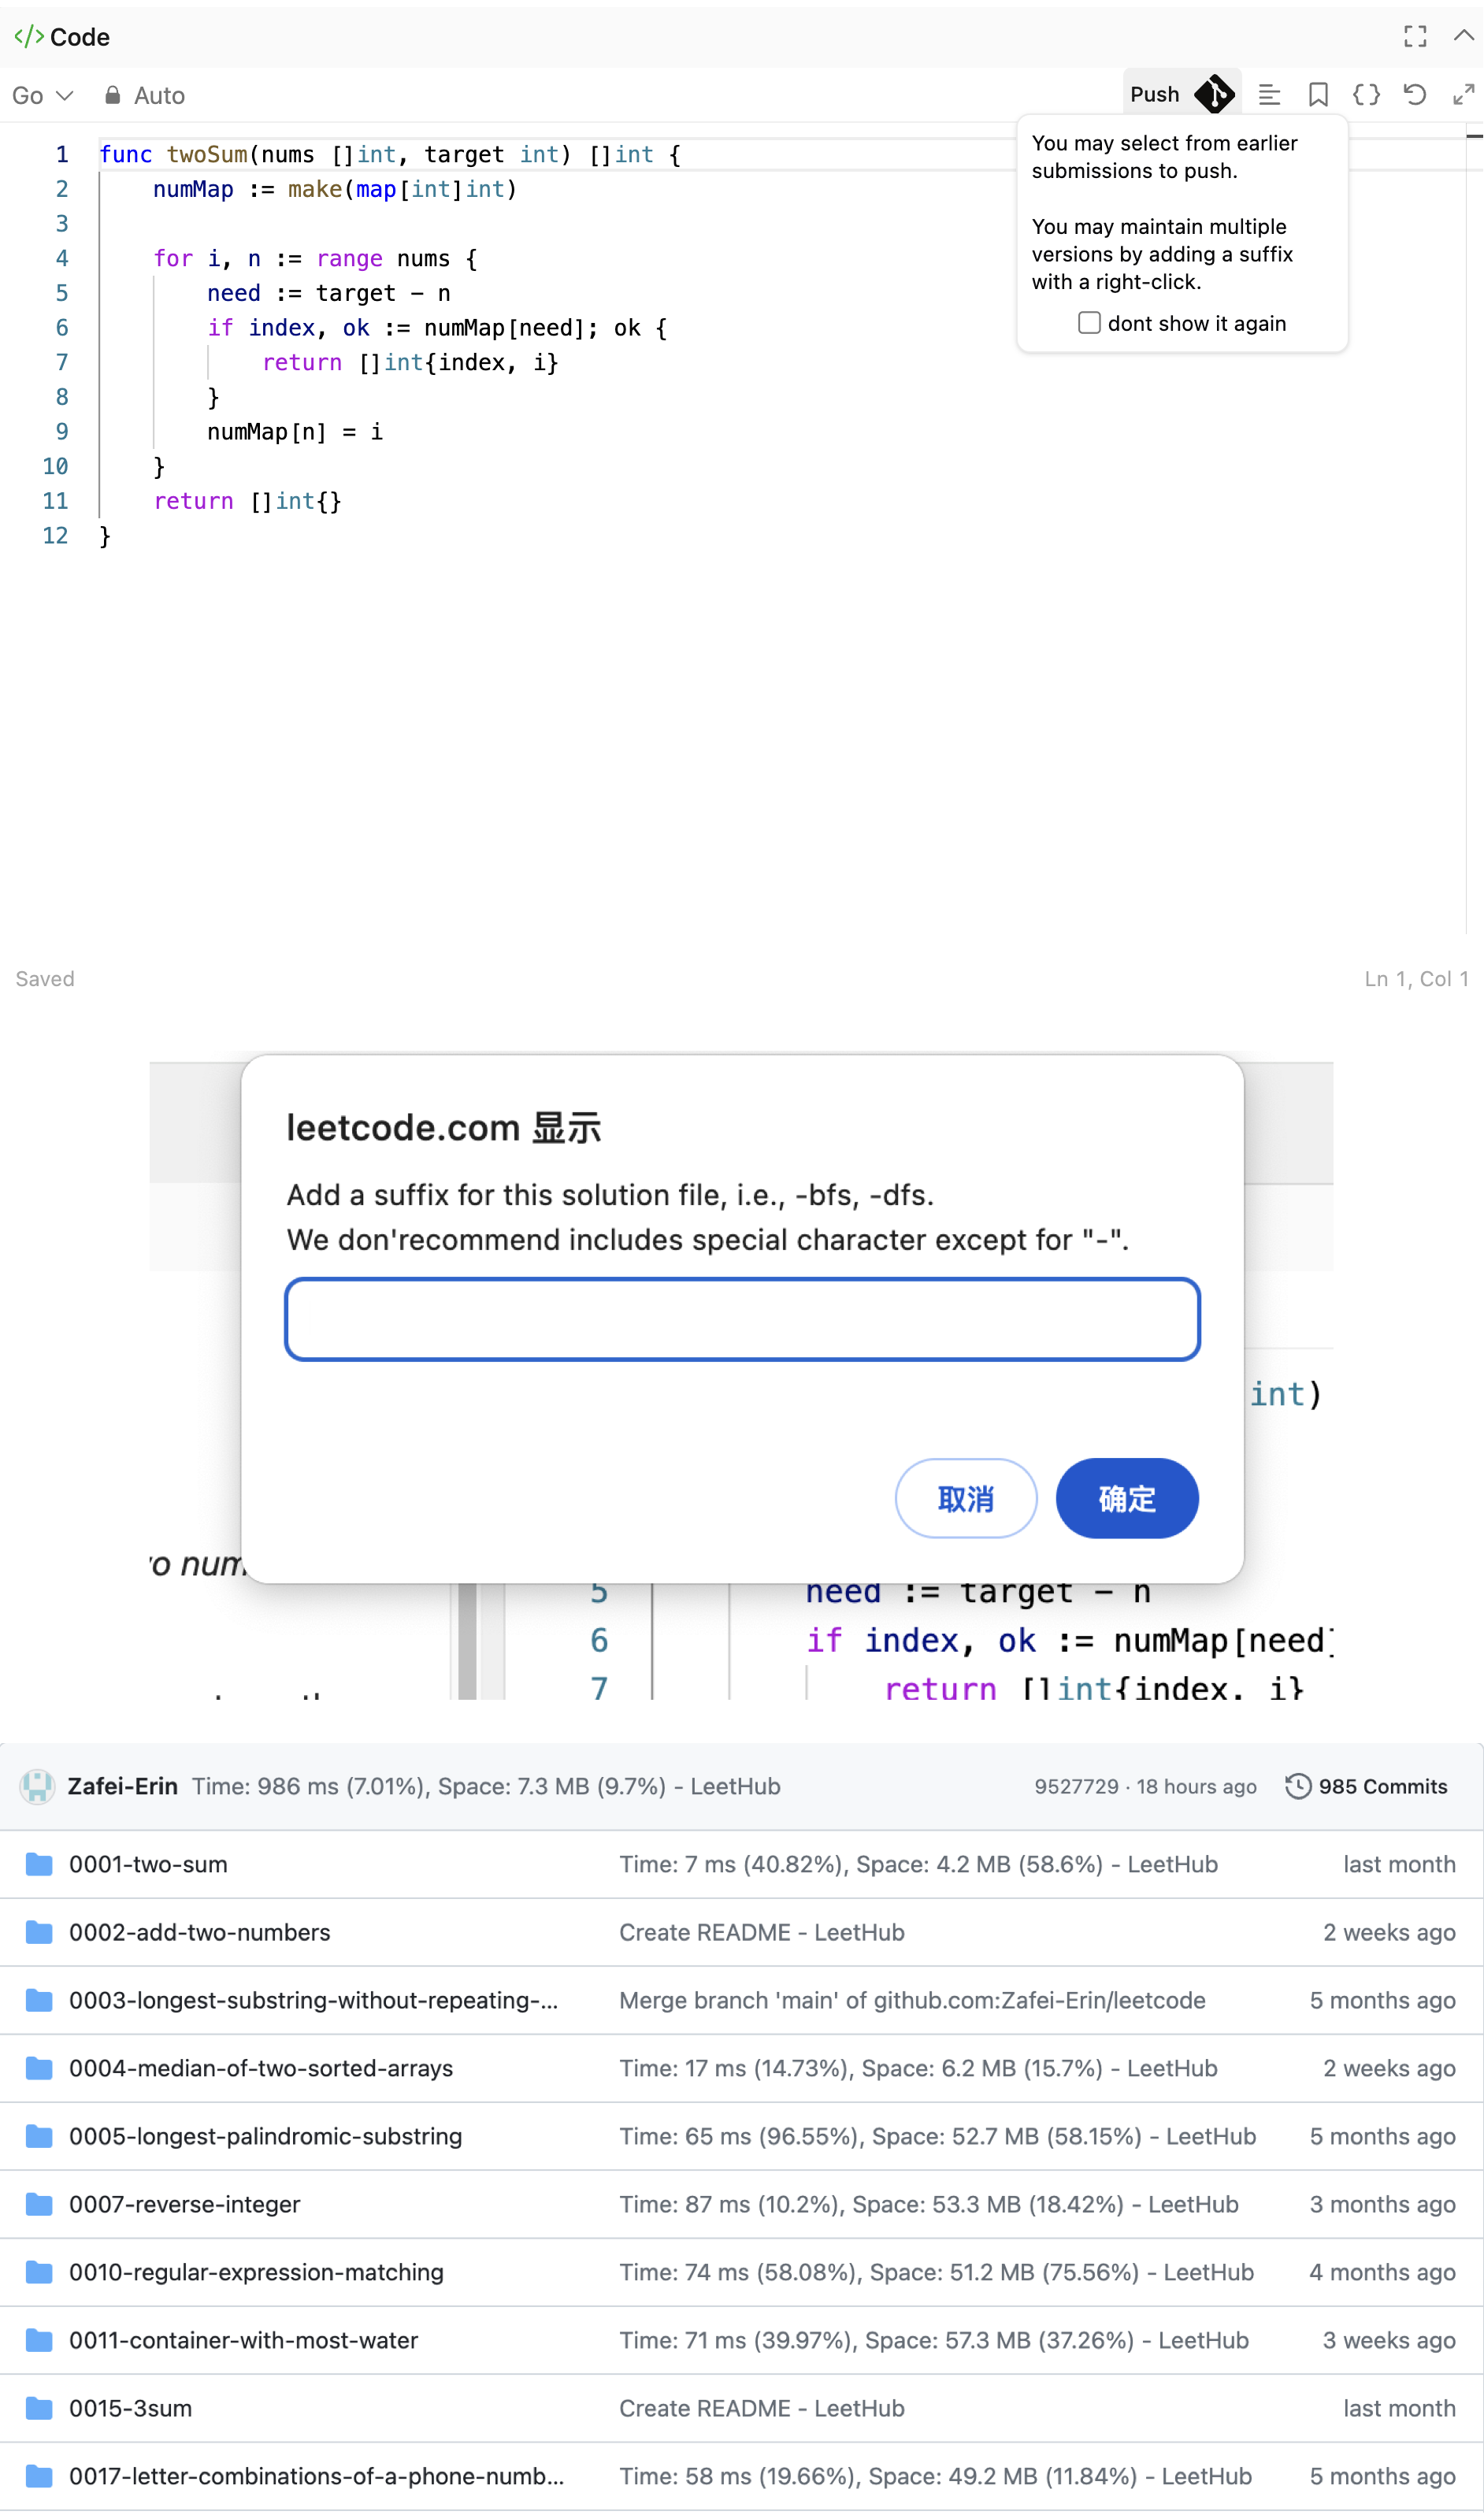 </> Code
Go Auto Push
You may select from earlier
submissions to push.
You may maintain multiple
versions by adding a suffix
with a right-click.
dont show it again
1 func twoSum(nums []int, target int) []int {
2 numMap := make(map[int]int)
3
4 for i, n := range nums {
5 need := target - n
6 if index, ok := numMap[need]; ok {
7 return []int{index, i}
8 }
9 numMap[n] = i
10 }
11 return []int{}
12 }
Saved Ln 1, Col 1
leetcode.com 显示
Add a suffix for this solution file, i.e., -bfs, -dfs.
We don'recommend includes special character except for "-".
int)
取消 确定
o num
5 need := target - n
6 if index, ok := numMap[need]
7 return []int{index, i}
Zafei-Erin Time: 986 ms (7.01%), Space: 7.3 MB (9.7%) - LeetHub 9527729 · 18 hours ago 985 Commits
0001-two-sum Time: 7 ms (40.82%), Space: 4.2 MB (58.6%) - LeetHub last month
0002-add-two-numbers Create README - LeetHub 2 weeks ago
0003-longest-substring-without-repeating-... Merge branch 'main' of github.com:Zafei-Erin/leetcode 5 months ago
0004-median-of-two-sorted-arrays Time: 17 ms (14.73%), Space: 6.2 MB (15.7%) - LeetHub 2 weeks ago
0005-longest-palindromic-substring Time: 65 ms (96.55%), Space: 52.7 MB (58.15%) - LeetHub 5 months ago
0007-reverse-integer Time: 87 ms (10.2%), Space: 53.3 MB (18.42%) - LeetHub 3 months ago
0010-regular-expression-matching Time: 74 ms (58.08%), Space: 51.2 MB (75.56%) - LeetHub 4 months ago
0011-container-with-most-water Time: 71 ms (39.97%), Space: 57.3 MB (37.26%) - LeetHub 3 weeks ago
0015-3sum Create README - LeetHub last month
0017-letter-combinations-of-a-phone-numb... Time: 58 ms (19.66%), Space: 49.2 MB (11.84%) - LeetHub 5 months ago